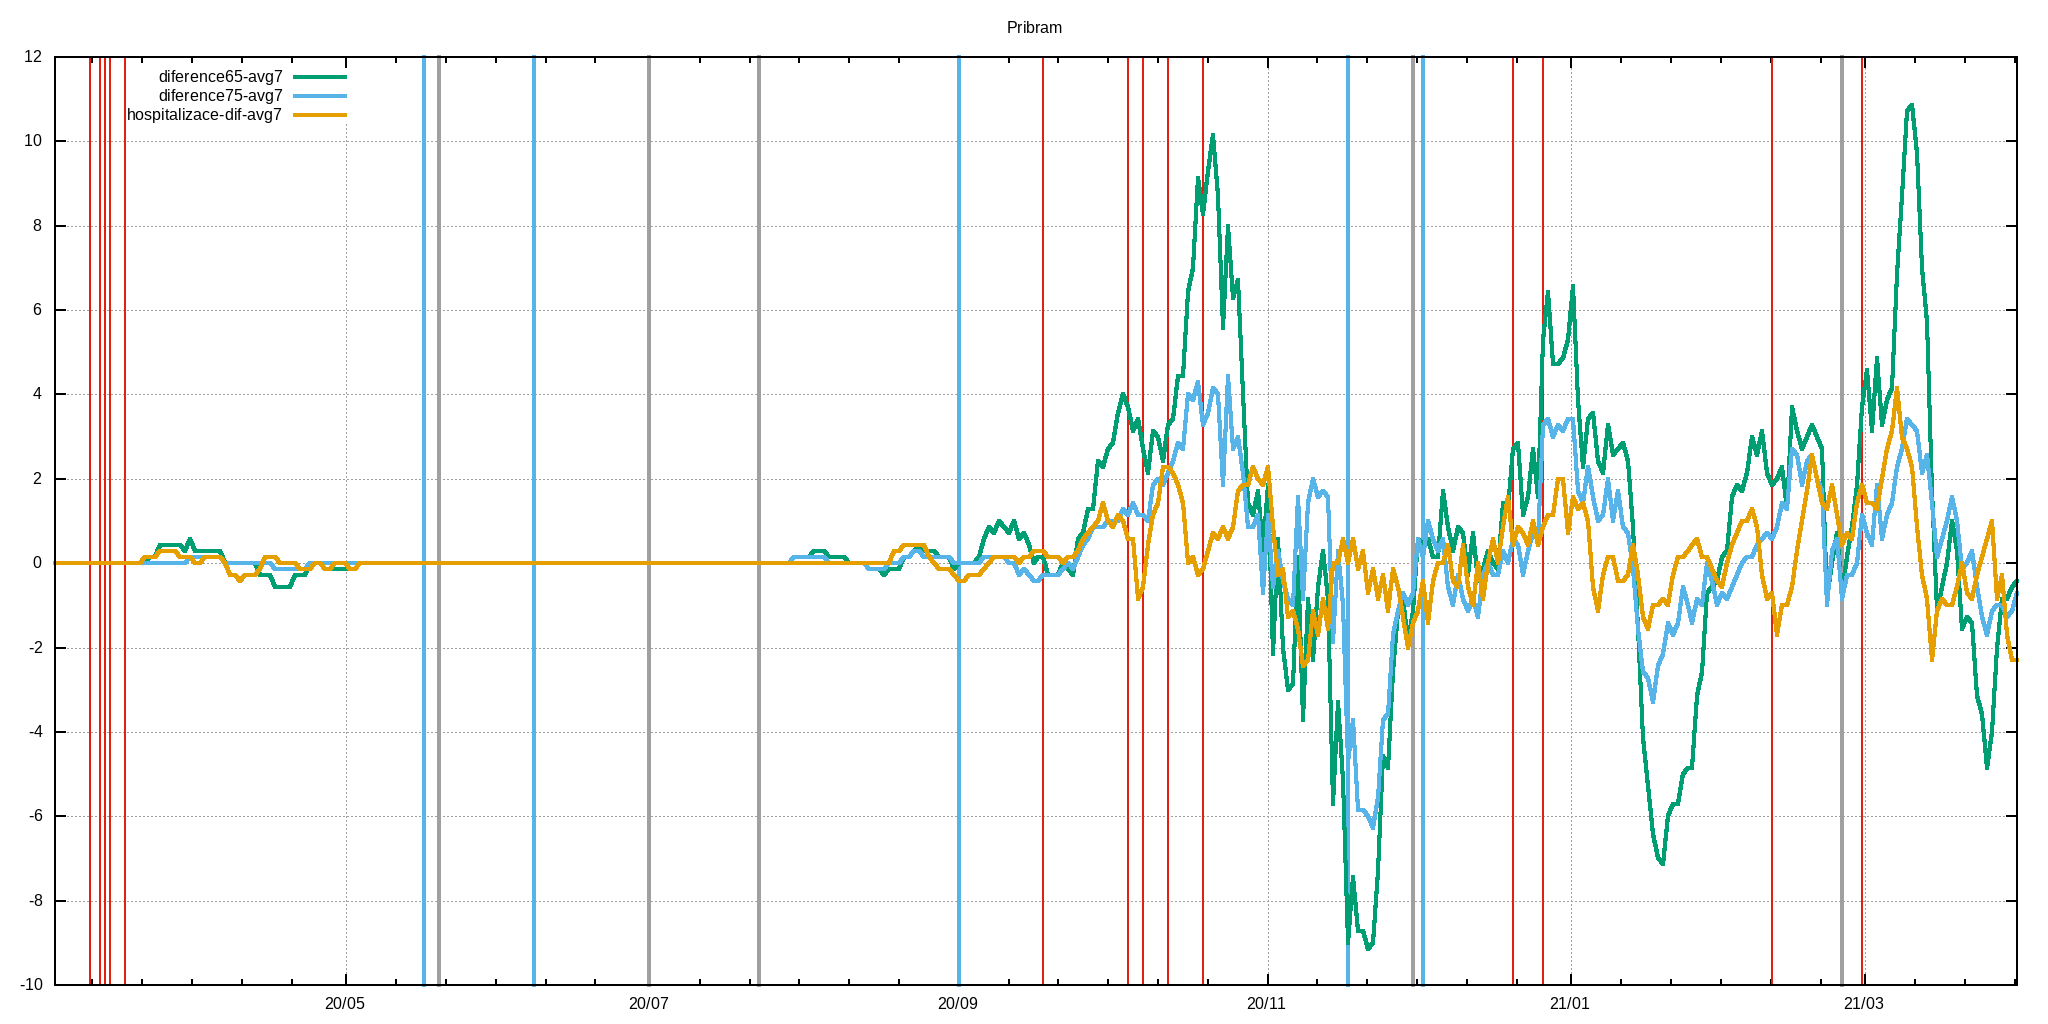 Pribram
12
diference65-avg7
diference75-avg7
hospitalizace-dif-avg7
10
8
6
4
2
0
-2
-4
-6
-8
-10
20/05 20/07 20/09 20/11 21/01 21/03